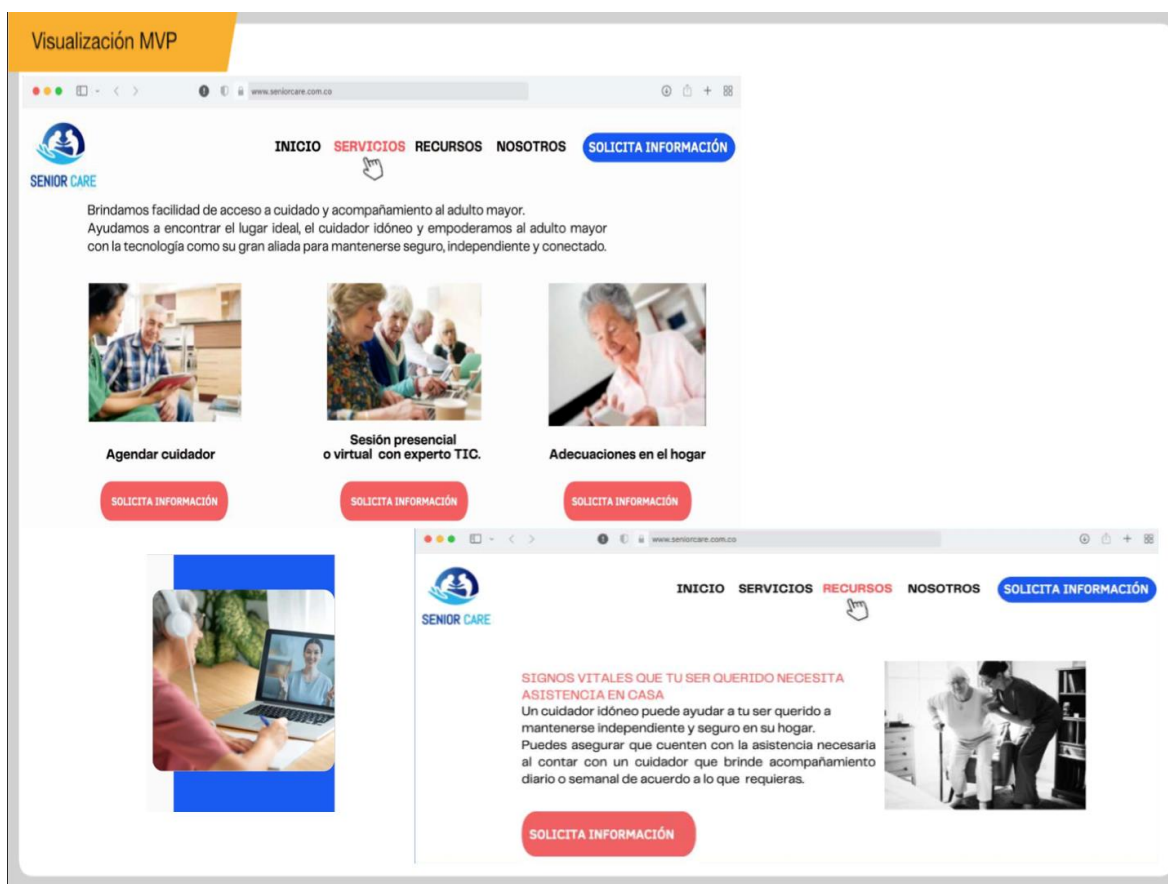 Visualización MVP
www.seniorcare.com.co
SENIOR CARE
INICIO SERVICIOS RECURSOS NOSOTROS SOLICITA INFORMACIÓN
Brindamos facilidad de acceso a cuidado y acompañamiento al adulto mayor.
Ayudamos a encontrar el lugar ideal, el cuidador idóneo y empoderamos al adulto mayor
con la tecnología como su gran aliada para mantenerse seguro, independiente y conectado.
Agendar cuidador
Sesión presencial
o virtual con experto TIC.
Adecuaciones en el hogar
SOLICITA INFORMACIÓN
SOLICITA INFORMACIÓN
SOLICITA INFORMACIÓN
www.seniorcare.com.co
SENIOR CARE
INICIO SERVICIOS RECURSOS NOSOTROS SOLICITA INFORMACIÓN
SIGNOS VITALES QUE TU SER QUERIDO NECESITA
ASISTENCIA EN CASA
Un cuidador idóneo puede ayudar a tu ser querido a
mantenerse independiente y seguro en su hogar.
Puedes asegurar que cuenten con la asistencia necesaria
al contar con un cuidador que brinde acompañamiento
diario o semanal de acuerdo a lo que requieras.
SOLICITA INFORMACIÓN